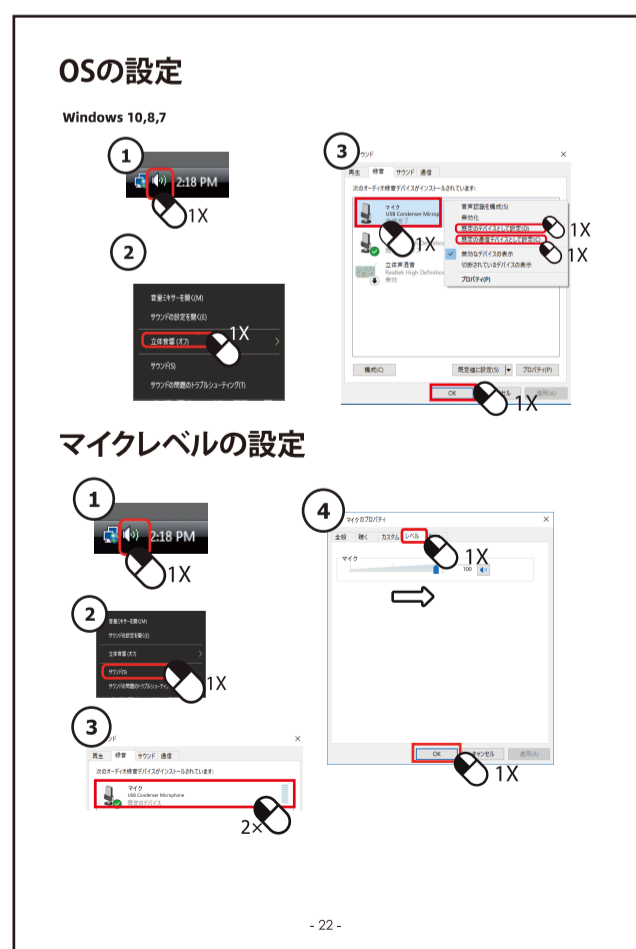 OSの設定
Windows 10,8,7
1
2:18 PM
1X
2
音量ミキサーを開く(M)
サウンドの設定を開く(E)
立体音響 (オフ)
1X
サウンド(S)
サウンドの問題のトラブルシューティング(T)
3
ウンド
再生 録音 サウンド 通信
次のオーディオ録音デバイスがインストールされています:
マイク
USB Condenser Microp
1X
立体声混音
Realtek High Definition
無効
音声認識を構成(S)
無効化
既定のデバイスとして設定(D)
1X
既定の通信デバイスとして設定(C)
1X
無効なデバイスの表示
切断されているデバイスの表示
プロパティ(P)
構成(C)
既定値に設定(S)
プロパティ(P)
OK
適用(A)
1X
マイクレベルの設定
1
2:18 PM
1X
2
音量ミキサーを開く(M)
サウンドの設定を開く(E)
立体音響 (オフ)
サウンド(S)
1X
サウンドの問題のトラブルシューティン
3
再生 録音 サウンド 通信
次のオーディオ録音デバイスがインストールされています:
マイク
USB Condenser Microphone
既定のデバイス
2×
4
マイクのプロパティ
全般 聴く カスタム レベル
1X
マイク
100
OK
キャンセル
適用(A)
1X
- 22 -